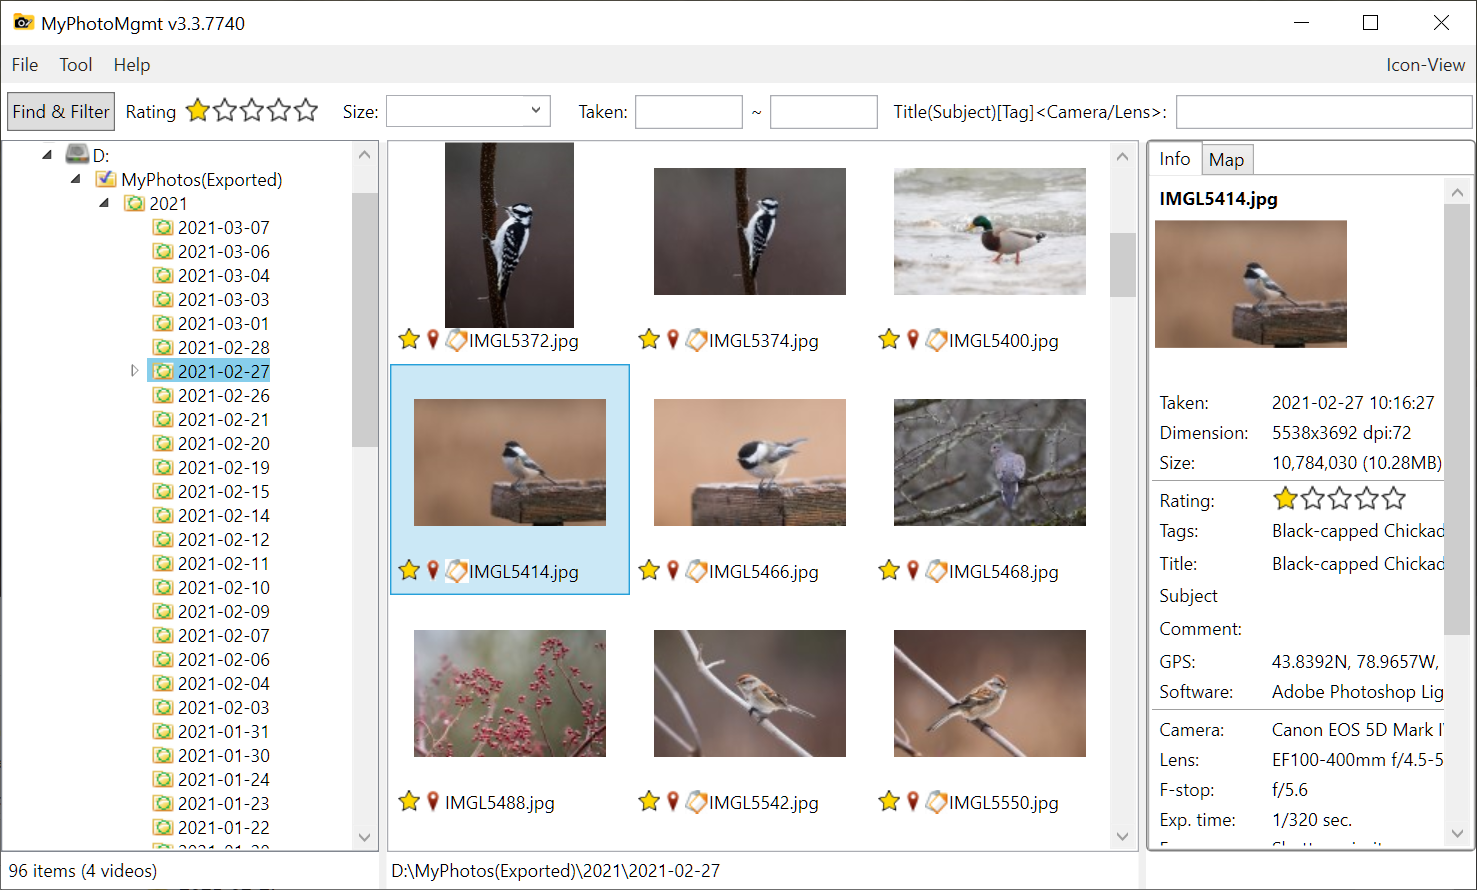 MyPhotoMgmt v3.3.7740
File Tool Help Icon-View
Find & Filter Rating Size: Taken: ~ Title(Subject)[Tag]<Camera/Lens>:
D:
MyPhotos(Exported)
2021
2021-03-07
2021-03-06
2021-03-04
2021-03-03
2021-03-01
2021-02-28
2021-02-27
2021-02-26
2021-02-21
2021-02-20
2021-02-19
2021-02-15
2021-02-14
2021-02-12
2021-02-11
2021-02-10
2021-02-09
2021-02-07
2021-02-06
2021-02-04
2021-02-03
2021-01-31
2021-01-30
2021-01-24
2021-01-23
2021-01-22
IMGL5372.jpg IMGL5374.jpg IMGL5400.jpg
IMGL5414.jpg IMGL5466.jpg IMGL5468.jpg
IMGL5488.jpg IMGL5542.jpg IMGL5550.jpg
Info Map
IMGL5414.jpg
Taken: 2021-02-27 10:16:27
Dimension: 5538x3692 dpi:72
Size: 10,784,030 (10.28MB)
Rating:
Tags: Black-capped Chickad
Title: Black-capped Chickad
Subject
Comment:
GPS: 43.8392N, 78.9657W,
Software: Adobe Photoshop Lig
Camera: Canon EOS 5D Mark I
Lens: EF100-400mm f/4.5-5
F-stop: f/5.6
Exp. time: 1/320 sec.
96 items (4 videos) D:\MyPhotos(Exported)\2021\2021-02-27